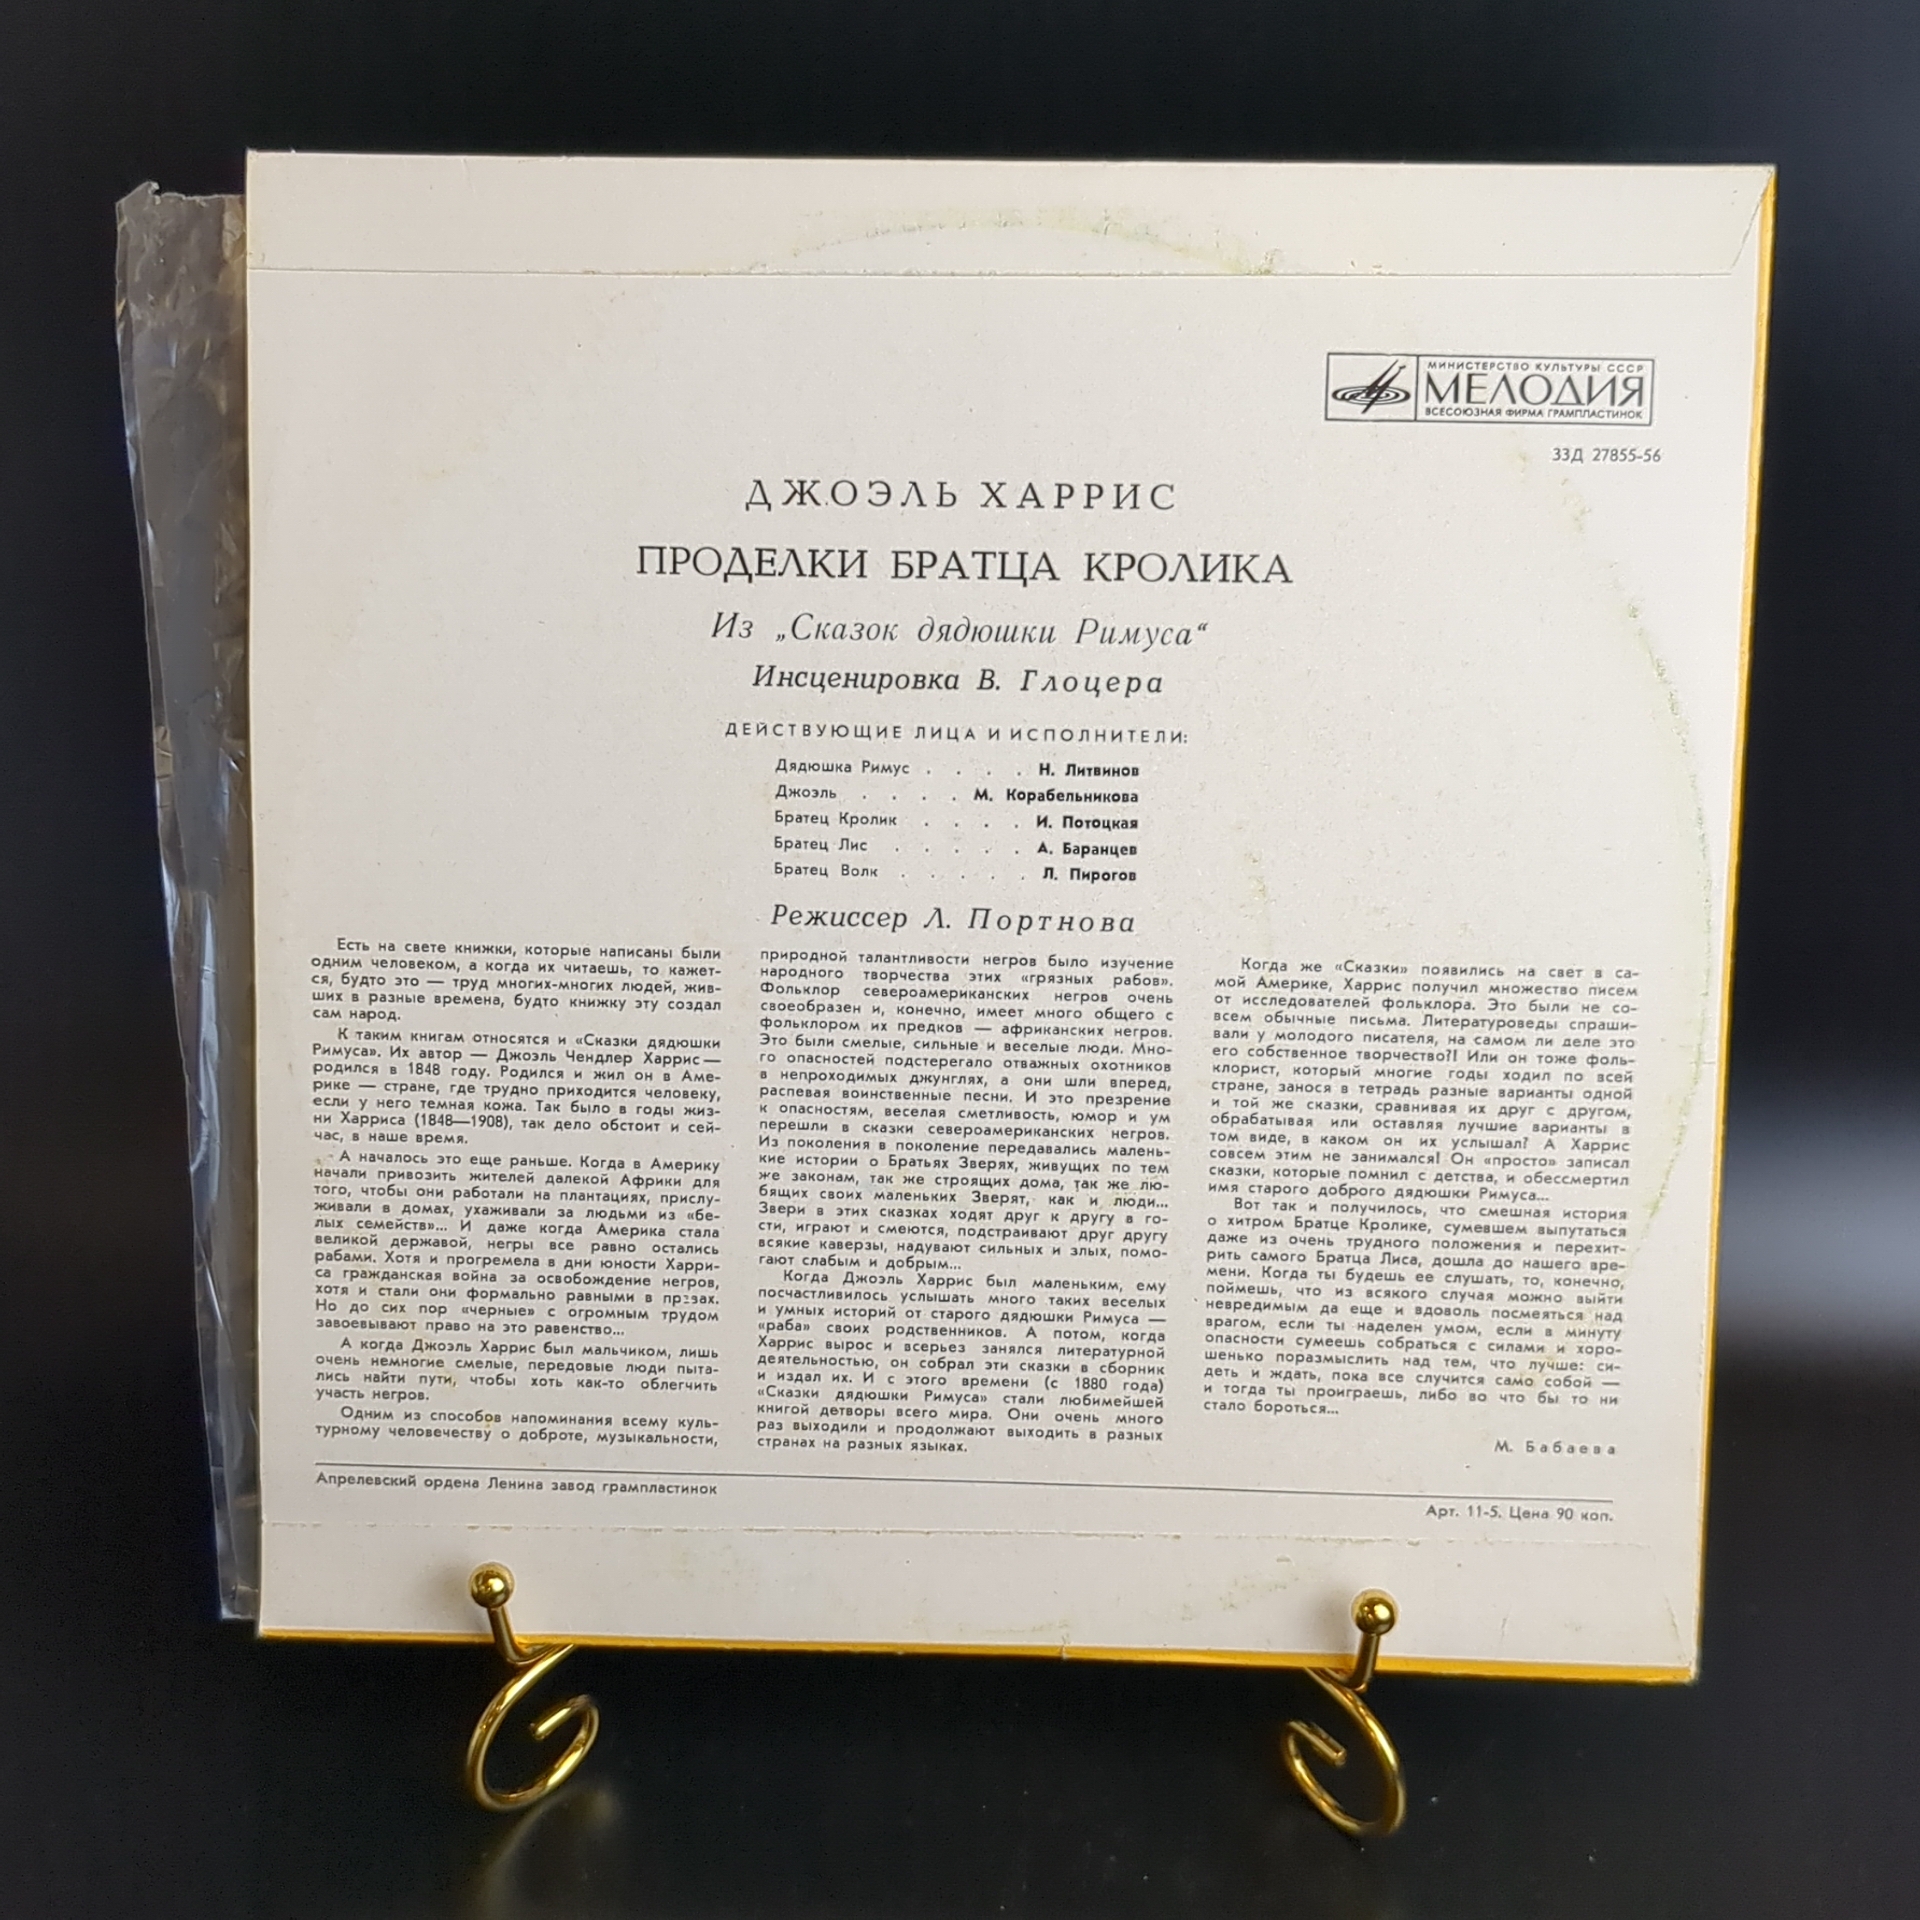 МИНИСТЕРСТВО КУЛЬТУРЫ СССР
МЕЛОДИЯ
ВСЕСОЮЗНАЯ ФИРМА ГРАМПЛАСТИНОК
33Д 27855-56
ДЖОЭЛЬ ХАРРИС
ПРОДЕЛКИ БРАТЦА КРОЛИКА
Из „Сказок дядюшки Римуса“
Инсценировка В. Глоцера
ДЕЙСТВУЮЩИЕ ЛИЦА И ИСПОЛНИТЕЛИ:
Дядюшка Римус . . . . Н. Литвинов
Джоэль . . . . М. Корабельникова
Братец Кролик . . . . И. Потоцкая
Братец Лис . . . . . А. Баранцев
Братец Волк . . . . . Л. Пирогов
Режиссер Л. Портнова
Есть на свете книжки, которые написаны были
одним человеком, а когда их читаешь, то кажет-
ся, будто это — труд многих-многих людей, жив-
ших в разные времена, будто книжку эту создал
сам народ.
К таким книгам относятся и «Сказки дядюшки
Римуса». Их автор — Джоэль Чендлер Харрис —
родился в 1848 году. Родился и жил он в Аме-
рике — стране, где трудно приходится человеку,
если у него темная кожа. Так было в годы жиз-
ни Харриса (1848—1908), так дело обстоит и сей-
час, в наше время.
А началось это еще раньше. Когда в Америку
начали привозить жителей далекой Африки для
того, чтобы они работали на плантациях, прислу-
живали в домах, ухаживали за людьми из «бе-
лых семейств»... И даже когда Америка стала
великой державой, негры все равно остались
рабами. Хотя и прогремела в дни юности Харри-
са гражданская война за освобождение негров,
хотя и стали они формально равными в правах.
Но до сих пор «черные» с огромным трудом
завоевывают право на это равенство...
А когда Джоэль Харрис был мальчиком, лишь
очень немногие смелые, передовые люди пыта-
лись найти пути, чтобы хоть как-то облегчить
участь негров.
Одним из способов напоминания всему куль-
турному человечеству о доброте, музыкальности,
природной талантливости негров было изучение
народного творчества этих «грязных рабов».
Фольклор североамериканских негров очень
своеобразен и, конечно, имеет много общего с
фольклором их предков — африканских негров.
Это были смелые, сильные и веселые люди. Мно-
го опасностей подстерегало отважных охотников
в непроходимых джунглях, а они шли вперед,
распевая воинственные песни. И это презрение
к опасностям, веселая сметливость, юмор и ум
перешли в сказки североамериканских негров.
Из поколения в поколение передавались малень-
кие истории о Братьях Зверях, живущих по тем
же законам, так же строящих дома, так же лю-
бящих своих маленьких Зверят, как и люди...
Звери в этих сказках ходят друг к другу в го-
сти, играют и смеются, подстраивают друг другу
всякие каверзы, надувают сильных и злых, помо-
гают слабым и добрым...
Когда Джоэль Харрис был маленьким, ему
посчастливилось услышать много таких веселых
и умных историй от старого дядюшки Римуса —
«раба» своих родственников. А потом, когда
Харрис вырос и всерьез занялся литературной
деятельностью, он собрал эти сказки в сборник
и издал их. И с этого времени (с 1880 года)
«Сказки дядюшки Римуса» стали любимейшей
книгой детворы всего мира. Они очень много
раз выходили и продолжают выходить в разных
странах на разных языках.
Когда же «Сказки» появились на свет в са-
мой Америке, Харрис получил множество писем
от исследователей фольклора. Это были не со-
всем обычные письма. Литературоведы спраши-
вали у молодого писателя, на самом ли деле это
его собственное творчество?! Или он тоже фоль-
клорист, который многие годы ходил по всей
стране, занося в тетрадь разные варианты одной
и той же сказки, сравнивая их друг с другом,
обрабатывая или оставляя лучшие варианты в
том виде, в каком он их услышал? А Харрис
совсем этим не занимался! Он «просто» записал
сказки, которые помнил с детства, и обессмертил
имя старого доброго дядюшки Римуса...
Вот так и получилось, что смешная история
о хитром Братце Кролике, сумевшем выпутаться
даже из очень трудного положения и перехит-
рить самого Братца Лиса, дошла до нашего вре-
мени. Когда ты будешь ее слушать, то, конечно,
поймешь, что из всякого случая можно выйти
невредимым да еще и вдоволь посмеяться над
врагом, если ты наделен умом, если в минуту
опасности сумеешь собраться с силами и хоро-
шенько поразмыслить над тем, что лучше: си-
деть и ждать, пока все случится само собой —
и тогда ты проиграешь, либо во что бы то ни
стало бороться...
М. Бабаева
Апрелевский ордена Ленина завод грампластинок
Арт. 11-5. Цена 90 коп.